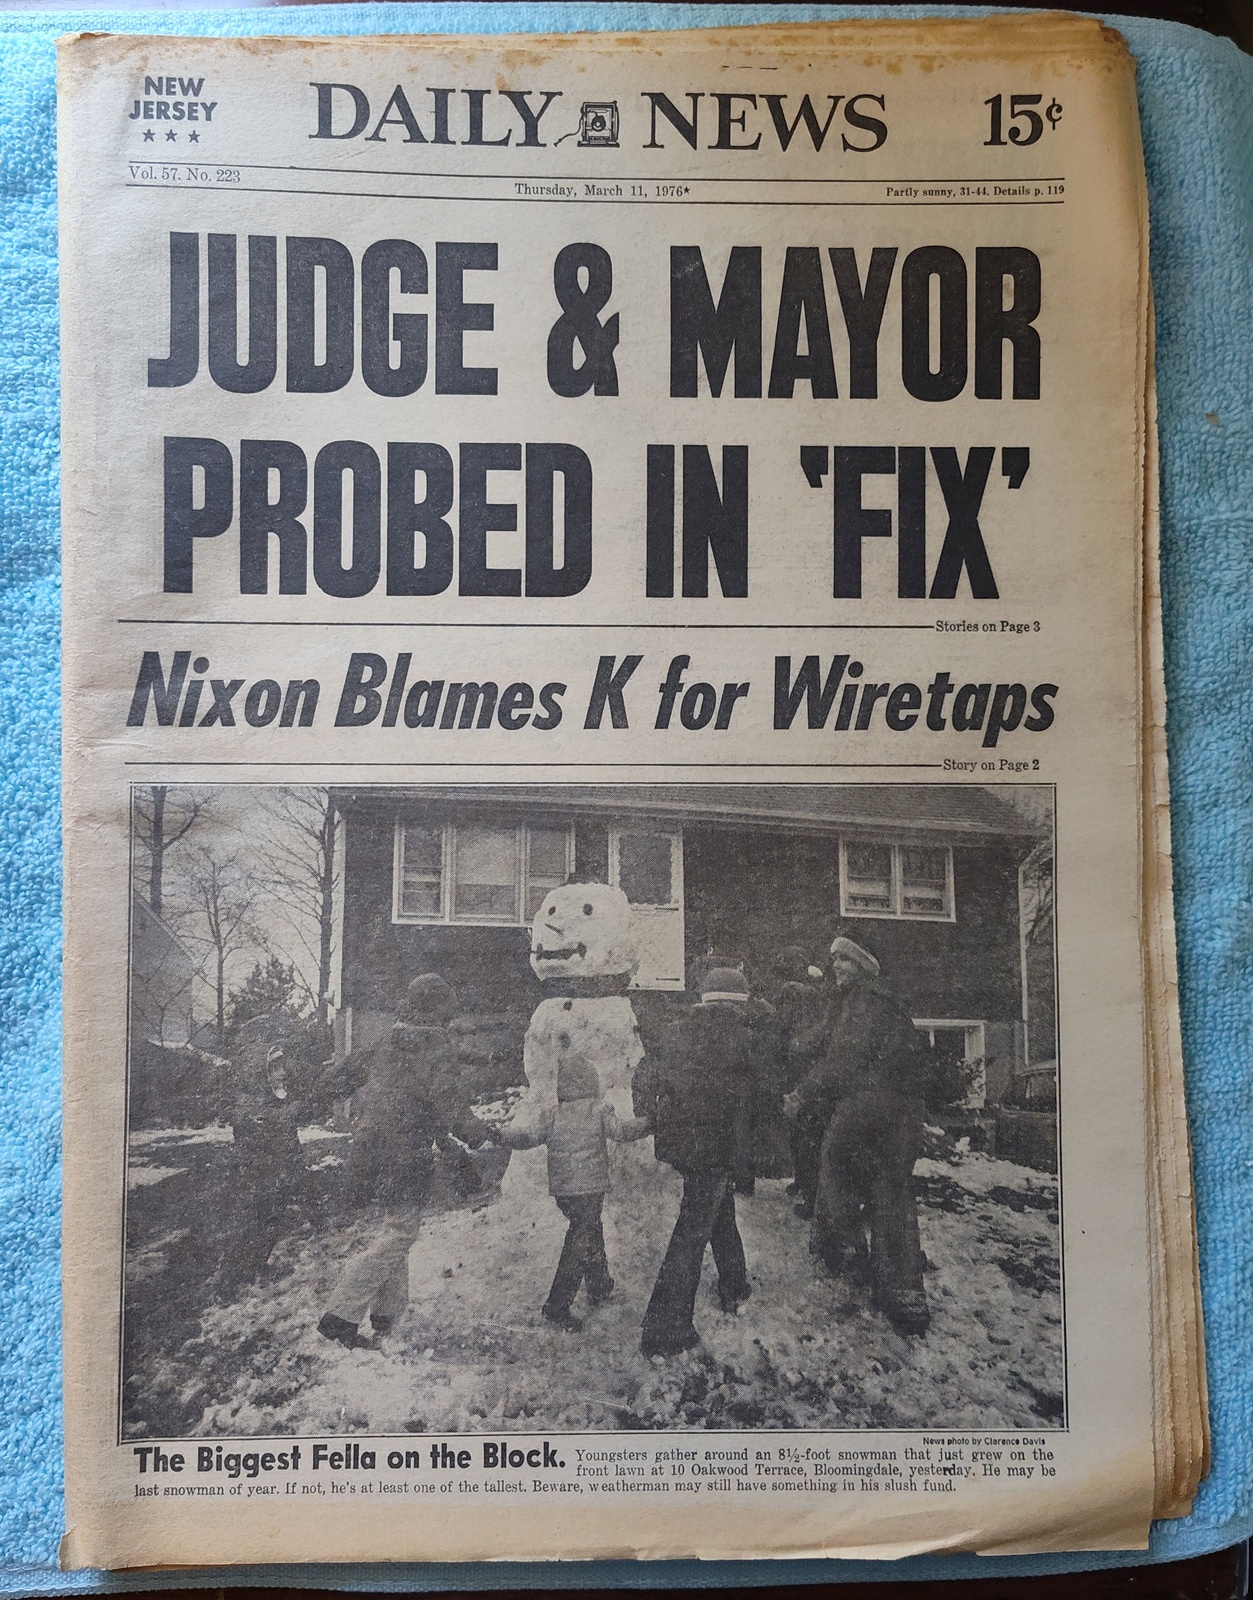 NEW
JERSEY
★ ★ ★
DAILY NEWS
15¢
Vol. 57. No. 223
Thursday, March 11, 1976★
Partly sunny, 31-44. Details p. 119
JUDGE & MAYOR
PROBED IN 'FIX'
Stories on Page 3
Nixon Blames K for Wiretaps
Story on Page 2
News photo by Clarence Davis
The Biggest Fella on the Block. Youngsters gather around an 8½-foot snowman that just grew on the
front lawn at 10 Oakwood Terrace, Bloomingdale, yesterday. He may be
last snowman of year. If not, he's at least one of the tallest. Beware, weatherman may still have something in his slush fund.